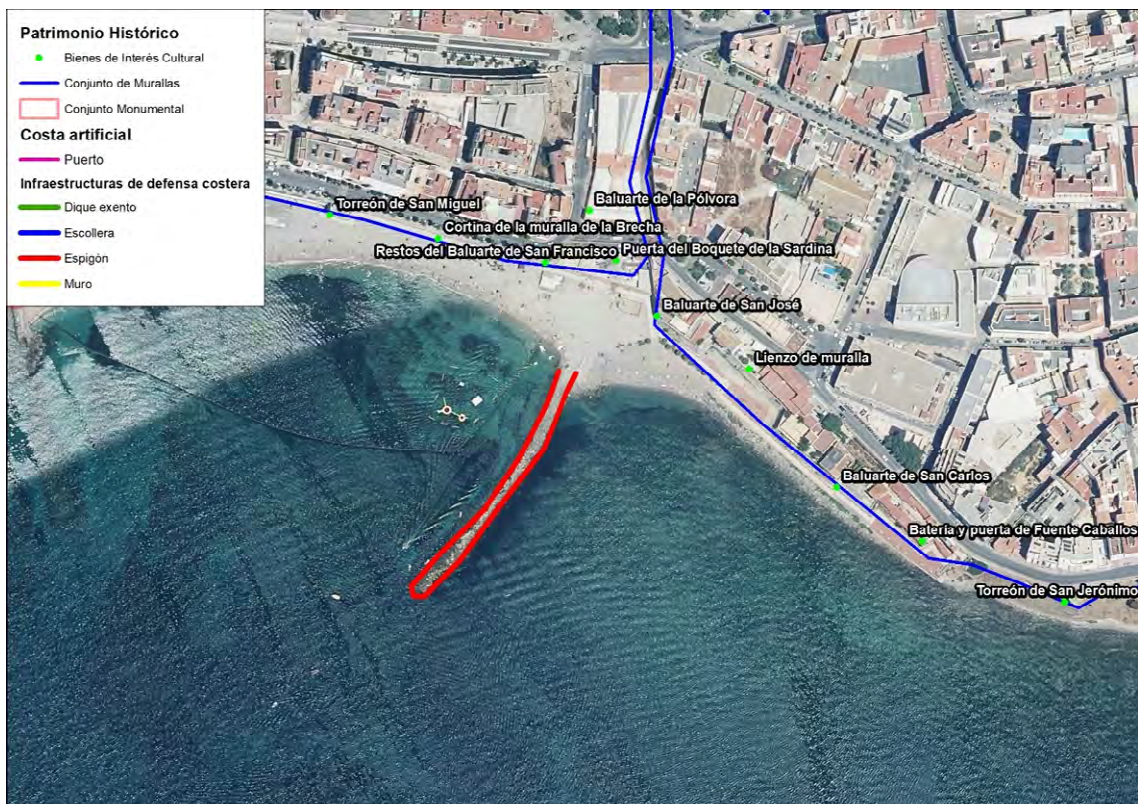 Patrimonio Histórico
Bienes de Interés Cultural
Conjunto de Murallas
Conjunto Monumental
Costa artificial
Puerto
Infraestructuras de defensa costera
Dique exento
Escollera
Espigón
Muro
Torreón de San Miguel
Baluarte de la Pólvora
Cortina de la muralla de la Brecha
Restos del Baluarte de San Francisco
Puerta del Boquete de la Sardina
Baluarte de San José
Lienzo de muralla
Baluarte de San Carlos
Batería y puerta de Fuente Caballos
Torreón de San Jerónimo